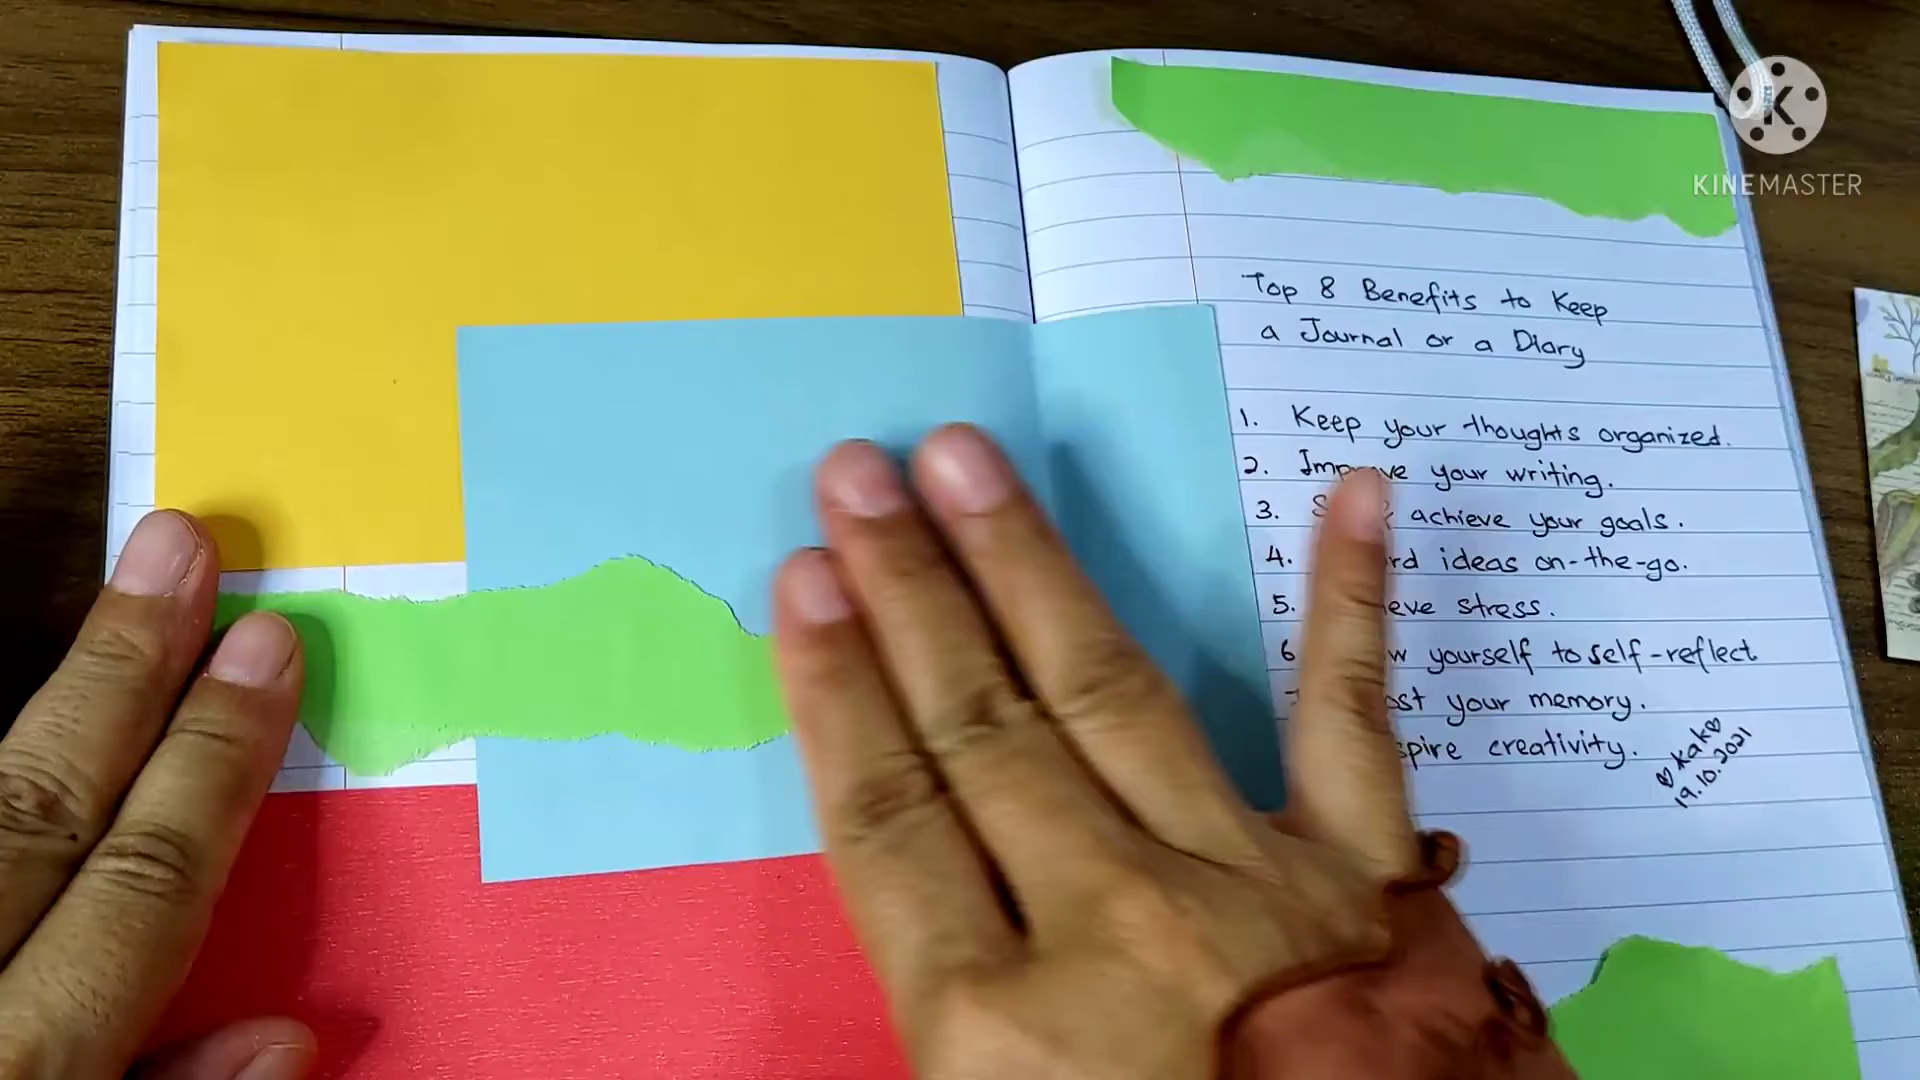 KINEMASTER
Top 8 Benefits to Keep
a Journal or a Diary
1. Keep your thoughts organized.
2. Improve your writing.
3. & achieve your goals.
4. ideas on-the-go.
5. stress.
6 yourself to self-reflect
your memory.
creativity.
♡ Kak ♡
19.10.2021